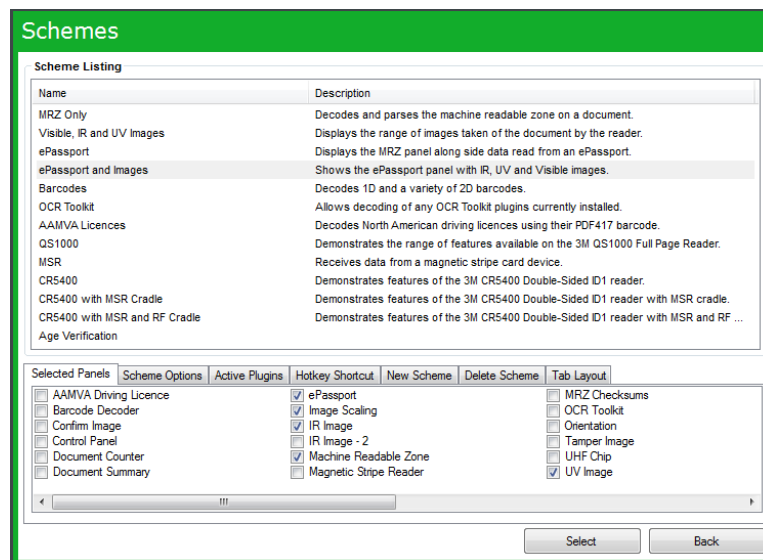 Schemes
Scheme Listing
Name Description
MRZ Only Decodes and parses the machine readable zone on a document.
Visible, IR and UV Images Displays the range of images taken of the document by the reader.
ePassport Displays the MRZ panel along side data read from an ePassport.
ePassport and Images Shows the ePassport panel with IR, UV and Visible images.
Barcodes Decodes 1D and a variety of 2D barcodes.
OCR Toolkit Allows decoding of any OCR Toolkit plugins currently installed.
AAMVA Licences Decodes North American driving licences using their PDF417 barcode.
QS1000 Demonstrates the range of features available on the 3M QS1000 Full Page Reader.
MSR Receives data from a magnetic stripe card device.
CR5400 Demonstrates features of the 3M CR5400 Double-Sided ID1 reader.
CR5400 with MSR Cradle Demonstrates features of the 3M CR5400 Double-Sided ID1 reader with MSR cradle.
CR5400 with MSR and RF Cradle Demonstrates features of the 3M CR5400 Double-Sided ID1 reader with MSR and RF ...
Age Verification
Selected Panels Scheme Options Active Plugins Hotkey Shortcut New Scheme Delete Scheme Tab Layout
AAMVA Driving Licence ePassport MRZ Checksums
Barcode Decoder Image Scaling OCR Toolkit
Confirm Image IR Image Orientation
Control Panel IR Image - 2 Tamper Image
Document Counter Machine Readable Zone UHF Chip
Document Summary Magnetic Stripe Reader UV Image
Select Back